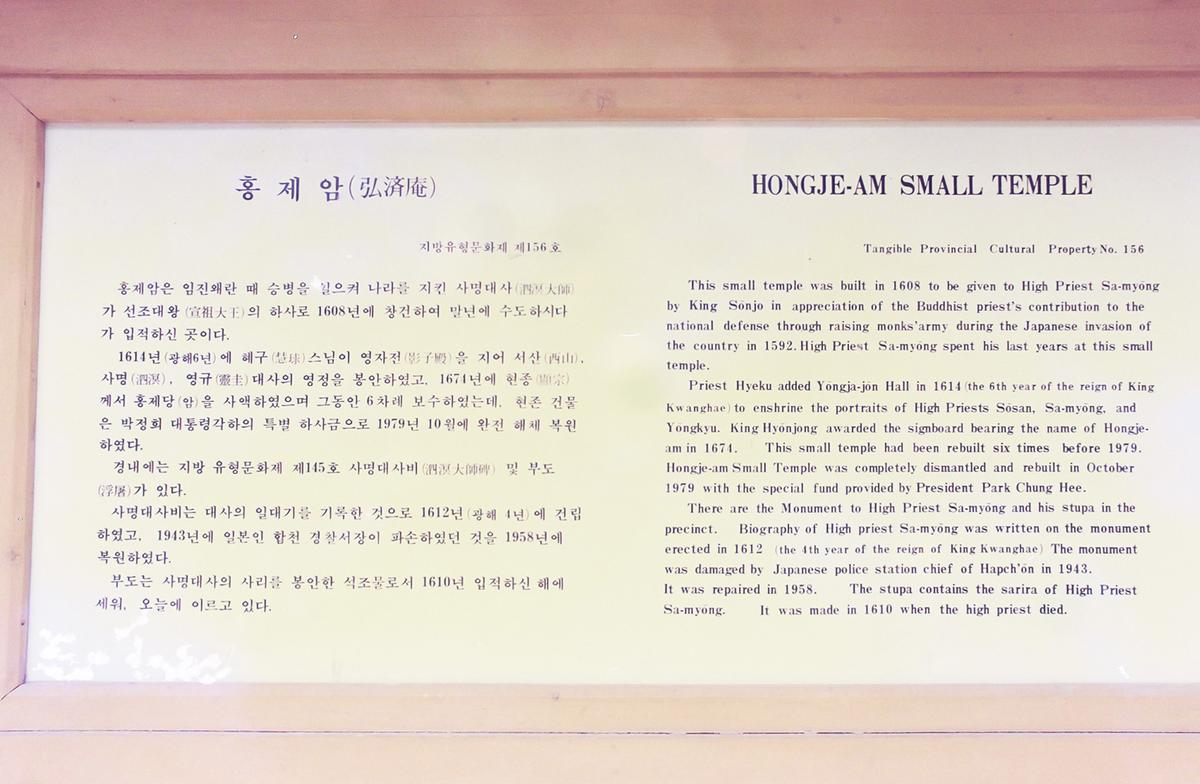 홍 제 암(弘済庵)
지방유형문화제 제156호
홍제암은 임진왜란 때 승병을 일으켜 나라를 지킨 사명대사(泗溟大師)
가 선조대왕(宣祖大王)의 하사로 1608년에 창건하여 말년에 수도하시다
가 입적하신 곳이다.
1614년(광해6년)에 혜구(慧球)스님이 영자전(影子殿)을 지어 서산(西山),
사명(泗溟), 영규(靈圭)대사의 영정을 봉안하였고, 1674년에 현종(顯宗)
께서 홍제당(암)을 사액하였으며 그동안 6차례 보수하였는데, 현존 건물
은 박정희 대통령각하의 특별 하사금으로 1979년 10월에 완전 해체 복원
하였다.
경내에는 지방 유형문화제 제145호 사명대사비(泗溟大師碑) 및 부도
(浮屠)가 있다.
사명대사비는 대사의 일대기를 기록한 것으로 1612년(광해 4년)에 건립
하였고, 1943년에 일본인 합천 경찰서장이 파손하였던 것을 1958년에
복원하였다.
부도는 사명대사의 사리를 봉안한 석조물로서 1610년 입적하신 해에
세워, 오늘에 이르고 있다.
HONGJE-AM SMALL TEMPLE
Tangible Provincial Cultural Property No. 156
This small temple was built in 1608 to be given to High Priest Sa-myŏng
by King Sŏnjo in appreciation of the Buddhist priest's contribution to the
national defense through raising monks'army during the Japanese invasion of
the country in 1592. High Priest Sa-myŏng spent his last years at this small
temple.
Priest Hyeku added Yŏngja-jŏn Hall in 1614 (the 6th year of the reign of King
Kwanghae) to enshrine the portraits of High Priests Sŏsan, Sa-myŏng, and
Yŏngkyu. King Hyŏnjong awarded the signboard bearing the name of Hongje-
am in 1674. This small temple had been rebuilt six times before 1979.
Hongje-am Small Temple was completely dismantled and rebuilt in October
1979 with the special fund provided by President Park Chung Hee.
There are the Monument to High Priest Sa-myŏng and his stupa in the
precinct. Biography of High priest Sa-myŏng was written on the monument
erected in 1612 (the 4th year of the reign of King Kwanghae) The monument
was damaged by Japanese police station chief of Hapch'ŏn in 1943.
It was repaired in 1958. The stupa contains the sarira of High Priest
Sa-myŏng. It was made in 1610 when the high priest died.